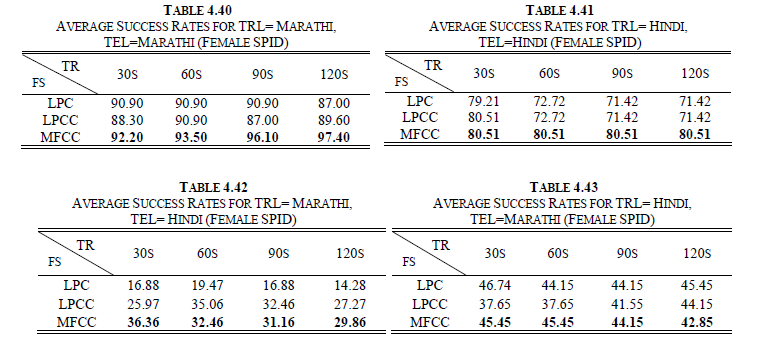 TABLE 4.40
AVERAGE SUCCESS RATES FOR TRL= MARATHI,
TEL=MARATHI (FEMALE SPID)
TR
FS
30S 60S 90S 120S
LPC 90.90 90.90 90.90 87.00
LPCC 88.30 90.90 87.00 89.60
MFCC 92.20 93.50 96.10 97.40
TABLE 4.41
AVERAGE SUCCESS RATES FOR TRL= HINDI,
TEL=HINDI (FEMALE SPID)
TR
FS
30S 60S 90S 120S
LPC 79.21 72.72 71.42 71.42
LPCC 80.51 72.72 71.42 71.42
MFCC 80.51 80.51 80.51 80.51
TABLE 4.42
AVERAGE SUCCESS RATES FOR TRL= MARATHI,
TEL= HINDI (FEMALE SPID)
TR
FS
30S 60S 90S 120S
LPC 16.88 19.47 16.88 14.28
LPCC 25.97 35.06 32.46 27.27
MFCC 36.36 32.46 31.16 29.86
TABLE 4.43
AVERAGE SUCCESS RATES FOR TRL= HINDI,
TEL=MARATHI (FEMALE SPID)
TR
FS
30S 60S 90S 120S
LPC 46.74 44.15 44.15 45.45
LPCC 37.65 37.65 41.55 44.15
MFCC 45.45 45.45 44.15 42.85